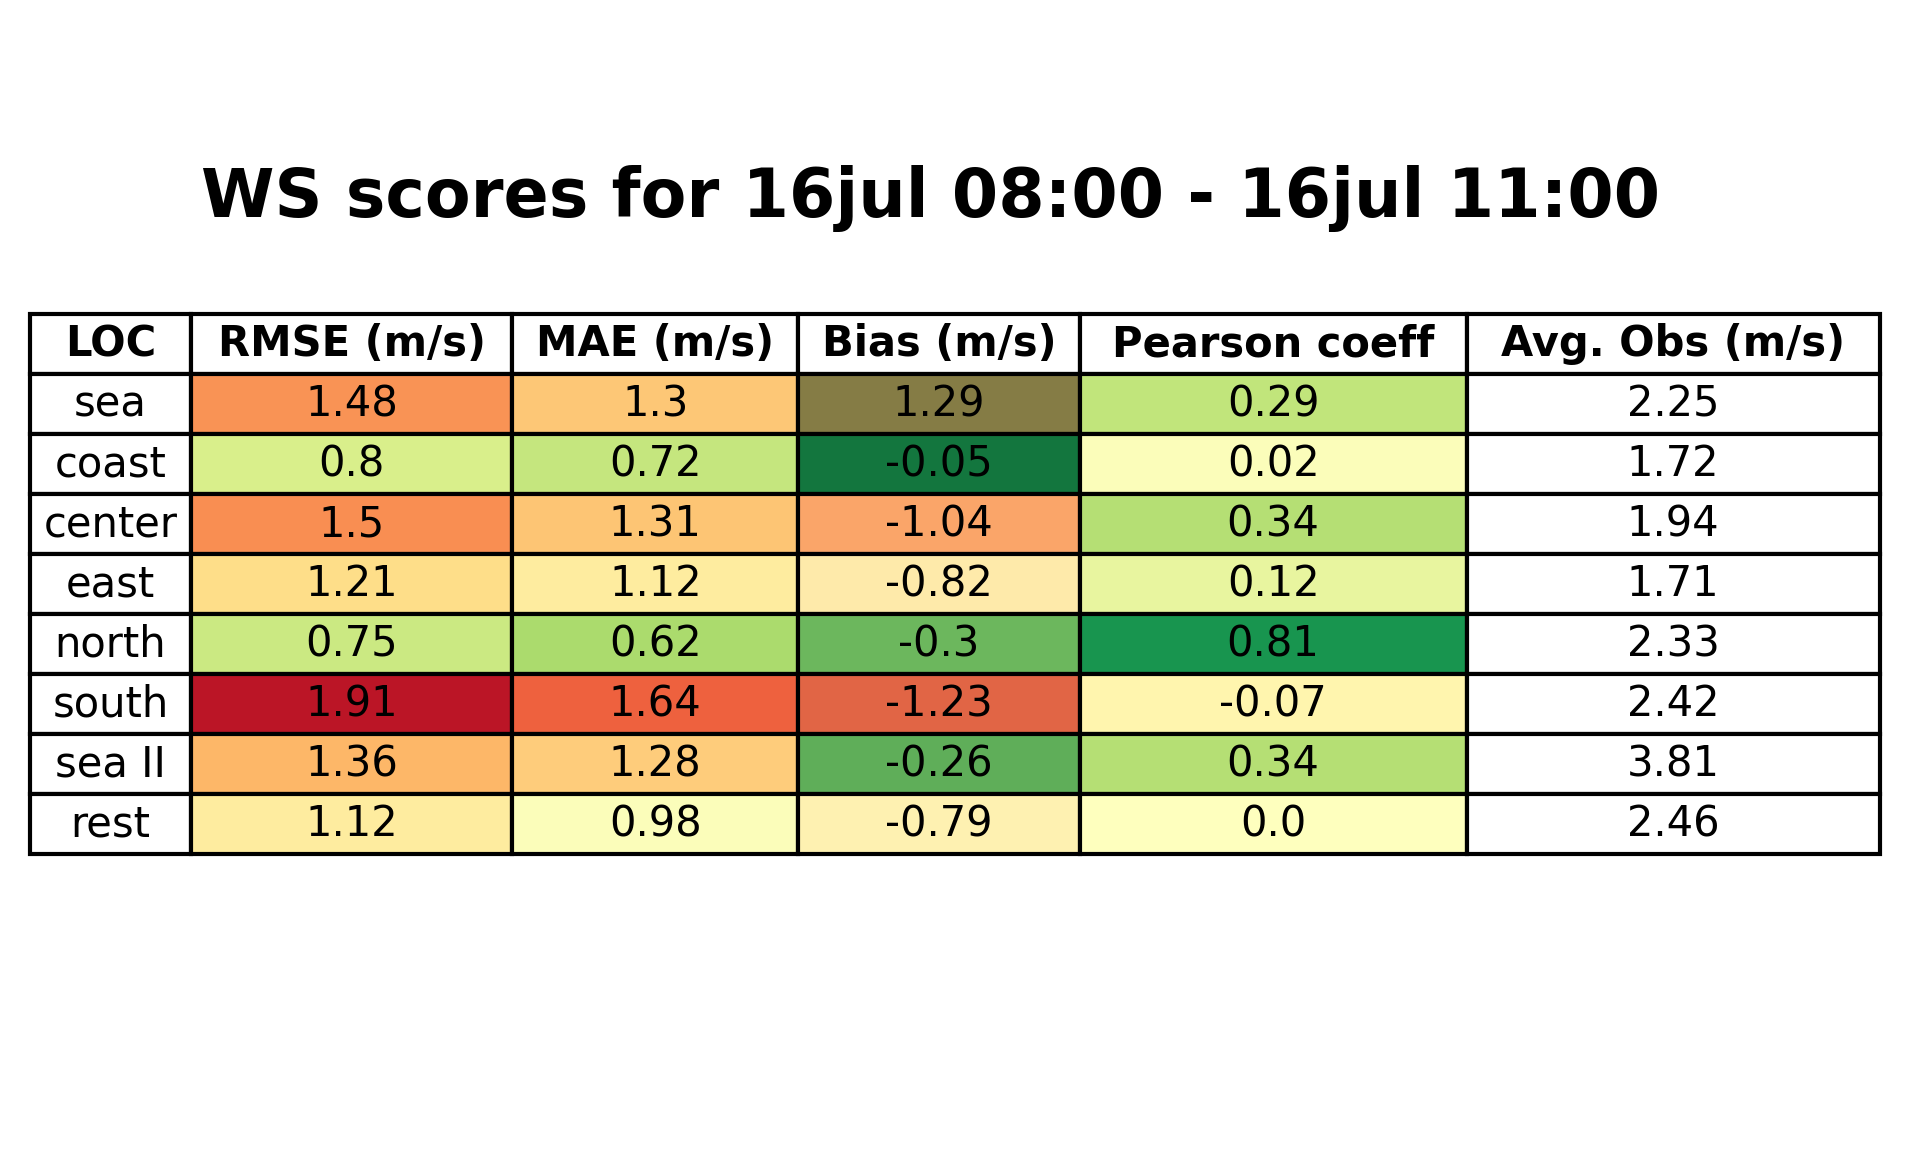 WS scores for 16jul 08:00 - 16jul 11:00
LOC RMSE (m/s) MAE (m/s) Bias (m/s) Pearson coeff Avg. Obs (m/s)
sea 1.48 1.3 1.29 0.29 2.25
coast 0.8 0.72 -0.05 0.02 1.72
center 1.5 1.31 -1.04 0.34 1.94
east 1.21 1.12 -0.82 0.12 1.71
north 0.75 0.62 -0.3 0.81 2.33
south 1.91 1.64 -1.23 -0.07 2.42
sea II 1.36 1.28 -0.26 0.34 3.81
rest 1.12 0.98 -0.79 0.0 2.46